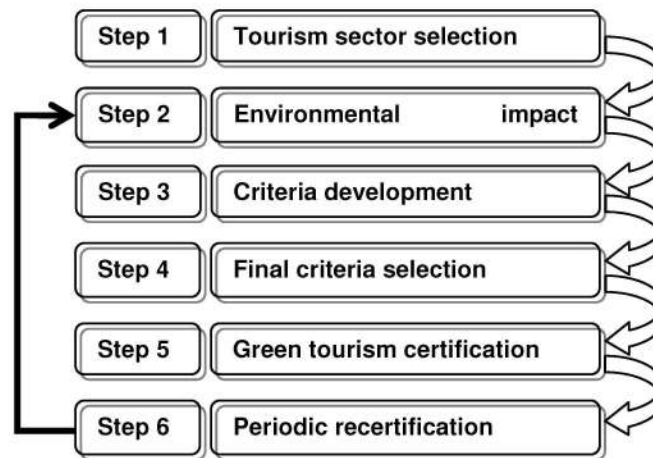 Step 1 Tourism sector selection
Step 2 Environmental impact
Step 3 Criteria development
Step 4 Final criteria selection
Step 5 Green tourism certification
Step 6 Periodic recertification